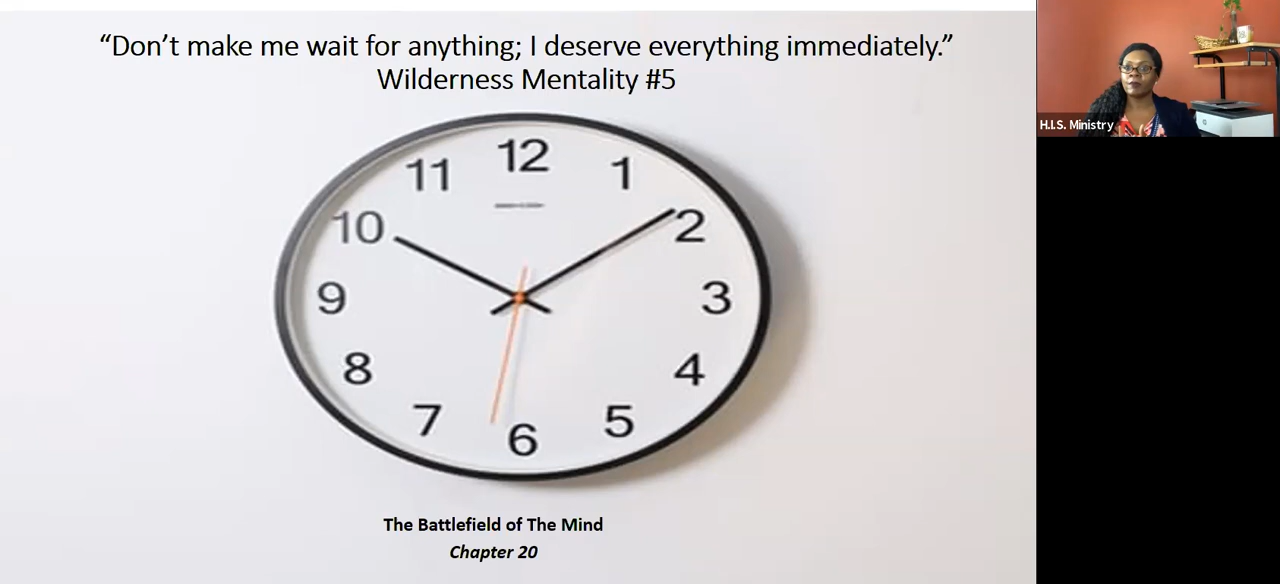 “Don’t make me wait for anything; I deserve everything immediately.”
Wilderness Mentality #5
12
11
1
10
2
9
3
8
4
7
5
6
The Battlefield of The Mind
Chapter 20
H.I.S. Ministry